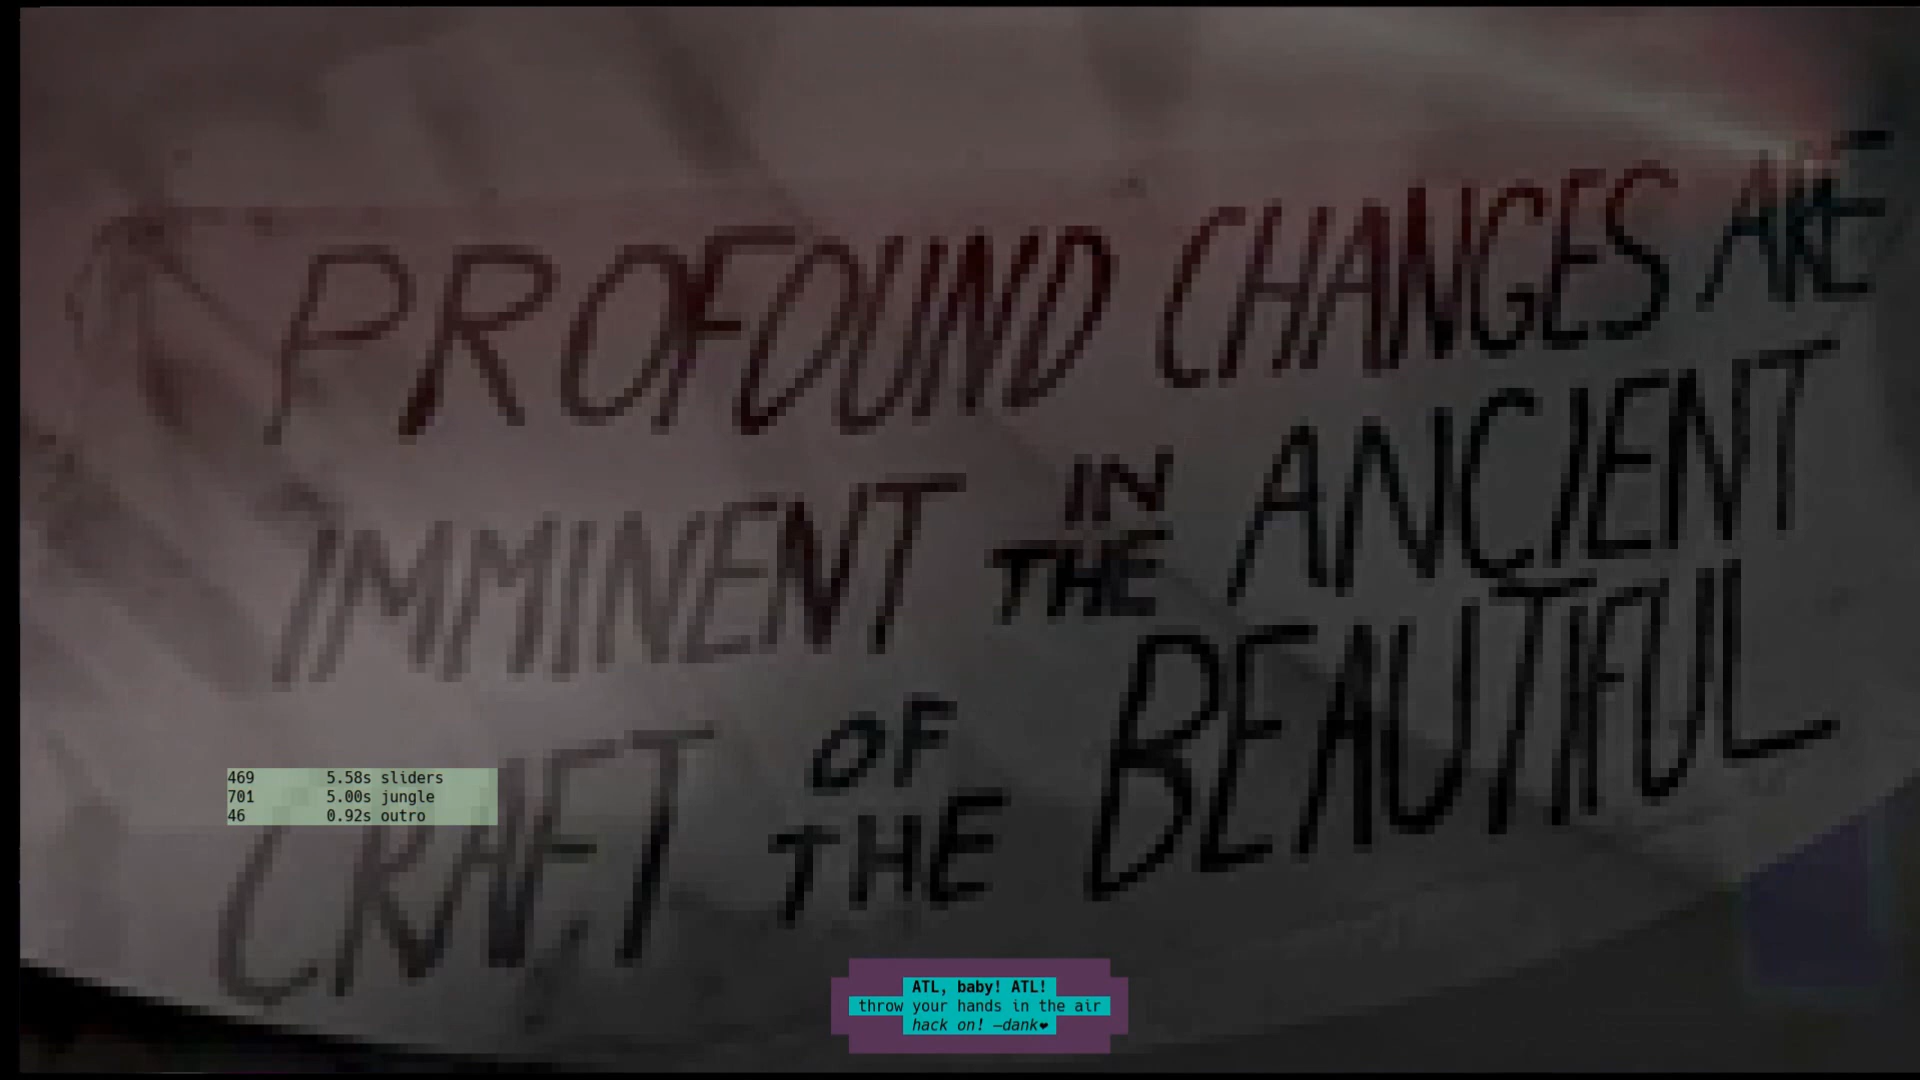 PROFOUND CHANGES ARE
IMMINENT IN THE ANCIENT
CRAFT OF THE BEAUTIFUL
469 5.58s sliders
701 5.00s jungle
46 0.92s outro
ATL, baby! ATL!
throw your hands in the air
hack on! —dank❤